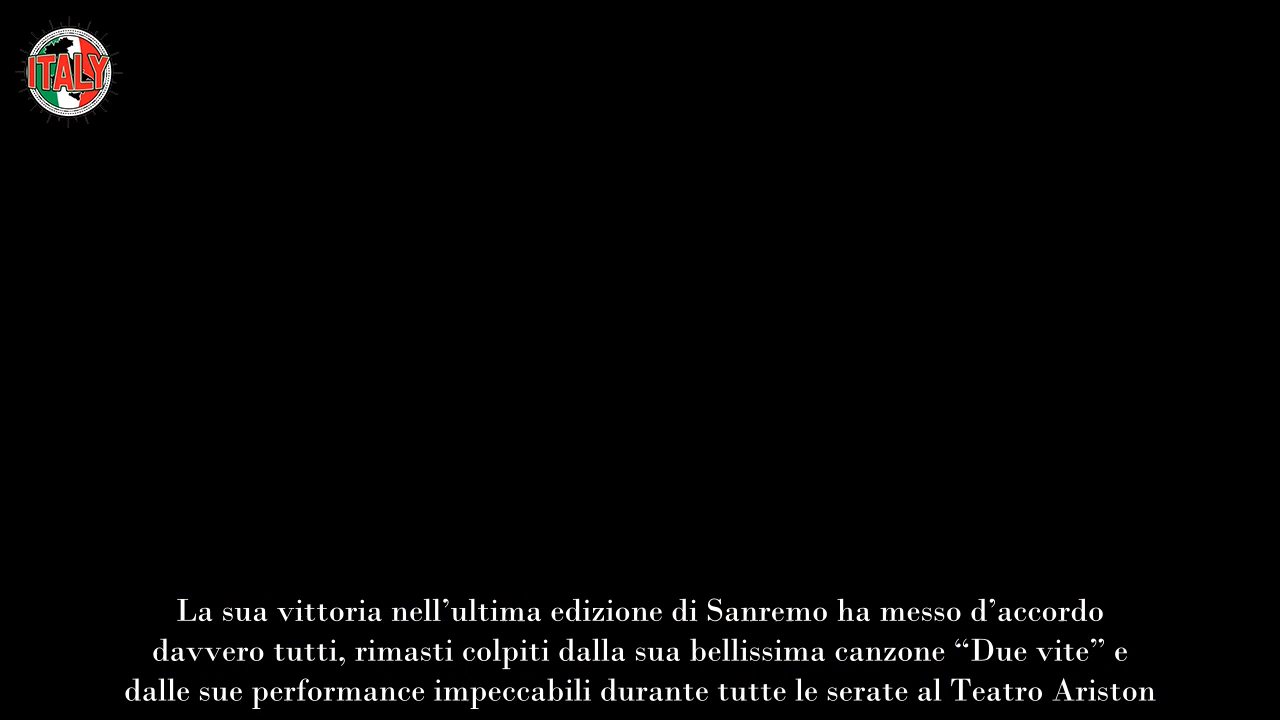 ITALY
La sua vittoria nell’ultima edizione di Sanremo ha messo d’accordo
davvero tutti, rimasti colpiti dalla sua bellissima canzone “Due vite” e
dalle sue performance impeccabili durante tutte le serate al Teatro Ariston